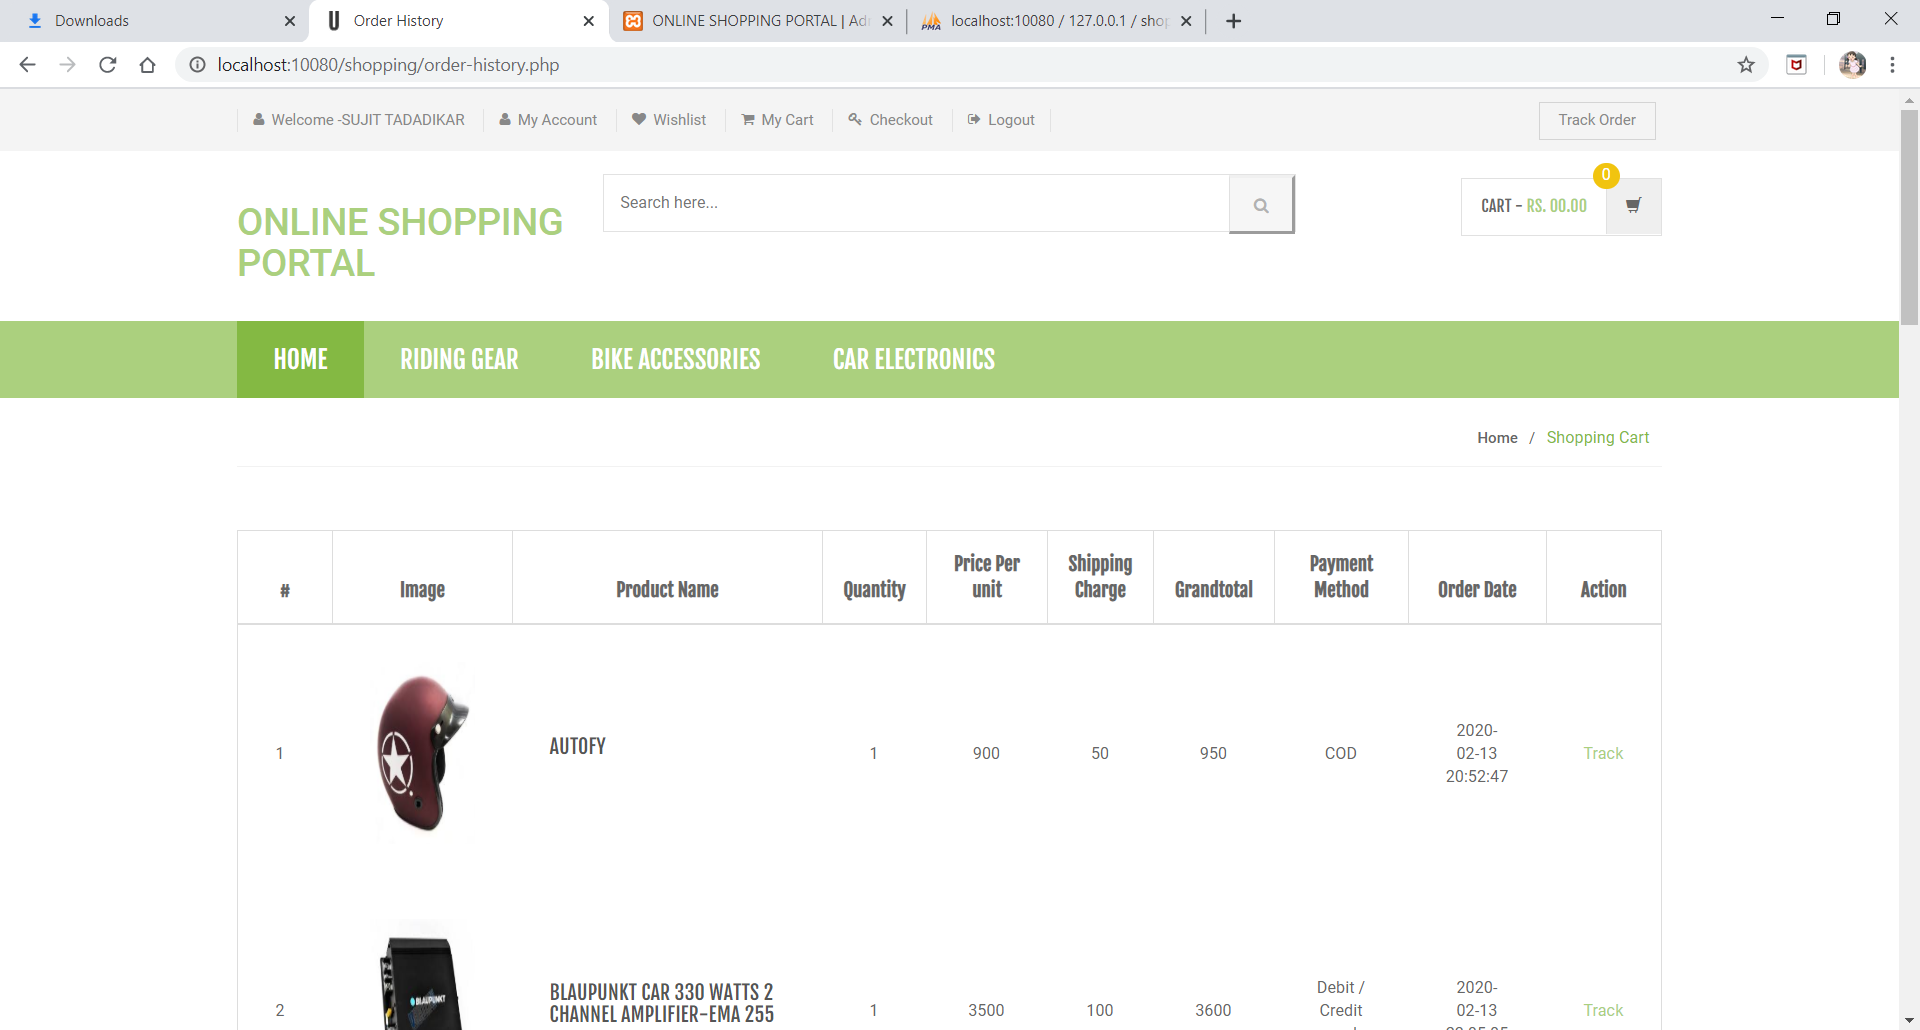 Downloads
Order History
ONLINE SHOPPING PORTAL | Ad
localhost:10080 / 127.0.0.1 / shop
PMA
localhost:10080/shopping/order-history.php
Welcome -SUJIT TADADIKAR
My Account
Wishlist
My Cart
Checkout
Logout
Track Order
ONLINE SHOPPING
PORTAL
Search here...
CART - RS. 00.00
0
HOME
RIDING GEAR
BIKE ACCESSORIES
CAR ELECTRONICS
Home / Shopping Cart
#
Image
Product Name
Quantity
Price Per
unit
Shipping
Charge
Grandtotal
Payment
Method
Order Date
Action
1
AUTOFY
1
900
50
950
COD
2020-
02-13
20:52:47
Track
2
BLAUPUNKT
BLAUPUNKT CAR 330 WATTS 2
CHANNEL AMPLIFIER-EMA 255
1
3500
100
3600
Debit /
Credit
2020-
02-13
Track